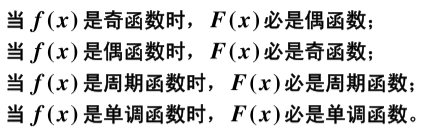 当 f(x) 是奇函数时，F(x) 必是偶函数；
当 f(x) 是偶函数时，F(x) 必是奇函数；
当 f(x) 是周期函数时，F(x) 必是周期函数；
当 f(x) 是单调函数时，F(x) 必是单调函数。